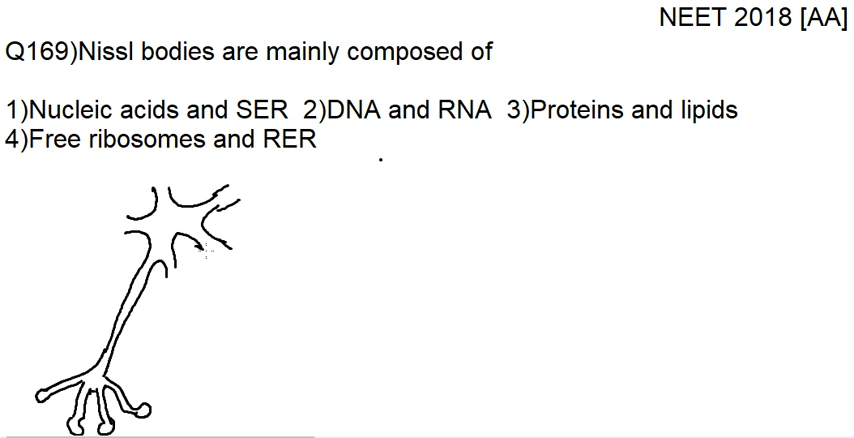 NEET 2018 [AA]
Q169)Nissl bodies are mainly composed of
1)Nucleic acids and SER 2)DNA and RNA 3)Proteins and lipids
4)Free ribosomes and RER